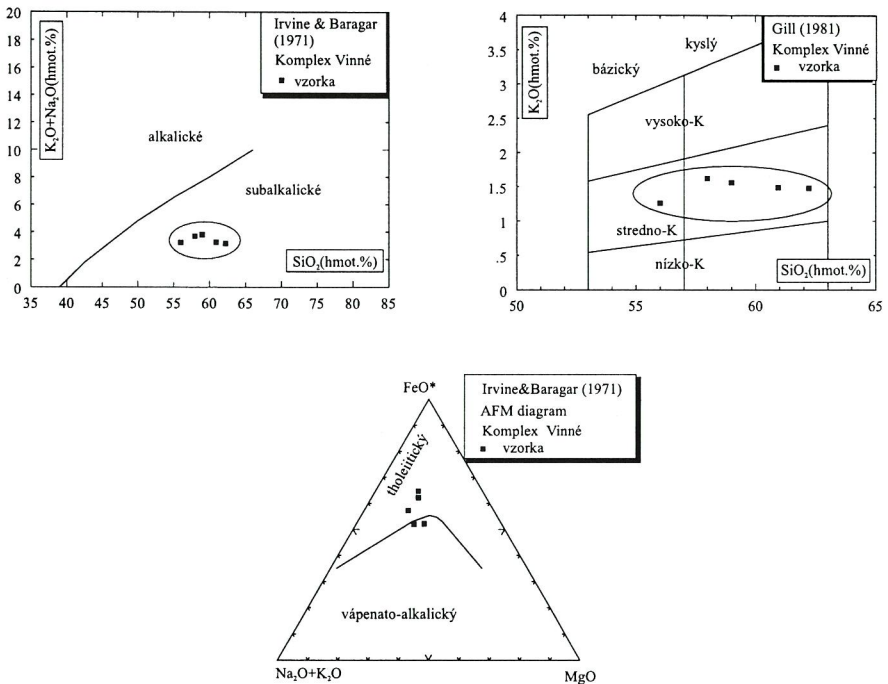 Irvine & Baragar
(1971)
Komplex Vinné
■ vzorka
K₂O+Na₂O(hmot.%)
20
18
16
14
12
10
8
6
4
2
0
alkalické
subalkalické
SiO₂(hmot.%)
35 40 45 50 55 60 65 70 75 80 85
Gill (1981)
Komplex Vinné
■ vzorka
K₂O(hmot.%)
4
3.5
3
2.5
2
1.5
1
.5
0
kyslý
bázický
vysoko-K
stredno-K
nízko-K
SiO₂(hmot.%)
50 55 60 65
Irvine&Baragar (1971)
AFM diagram
Komplex Vinné
■ vzorka
FeO*
tholeiitický
vápenato-alkalický
Na₂O+K₂O
MgO